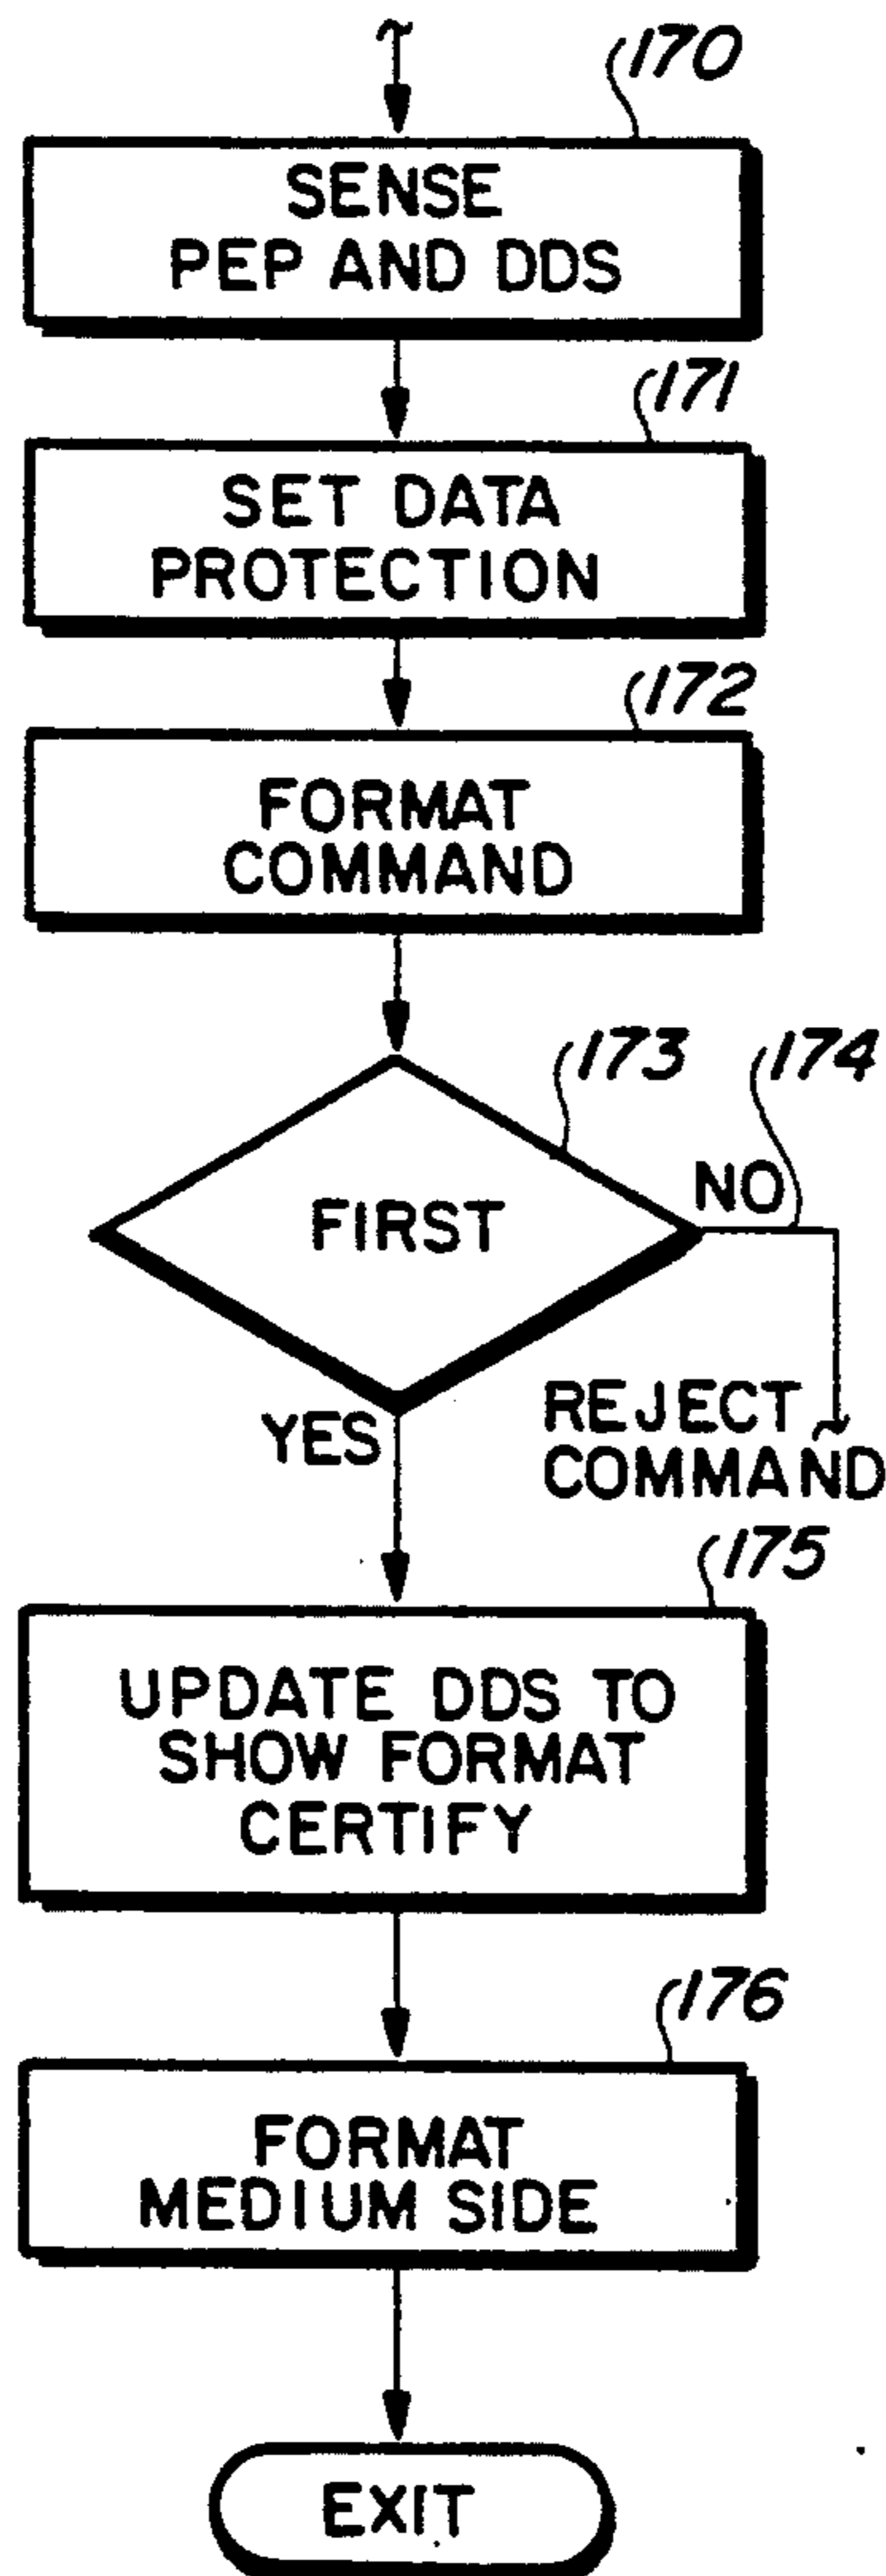 170
SENSE
PEP AND DDS
171
SET DATA
PROTECTION
172
FORMAT
COMMAND
173
174
NO
FIRST
REJECT
COMMAND
YES
175
UPDATE DDS TO
SHOW FORMAT
CERTIFY
176
FORMAT
MEDIUM SIDE
EXIT